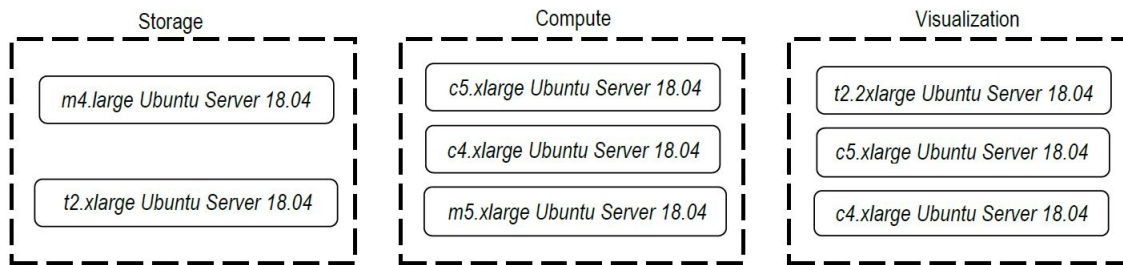 Storage
m4.large Ubuntu Server 18.04
t2.xlarge Ubuntu Server 18.04
Compute
c5.xlarge Ubuntu Server 18.04
c4.xlarge Ubuntu Server 18.04
m5.xlarge Ubuntu Server 18.04
Visualization
t2.2xlarge Ubuntu Server 18.04
c5.xlarge Ubuntu Server 18.04
c4.xlarge Ubuntu Server 18.04